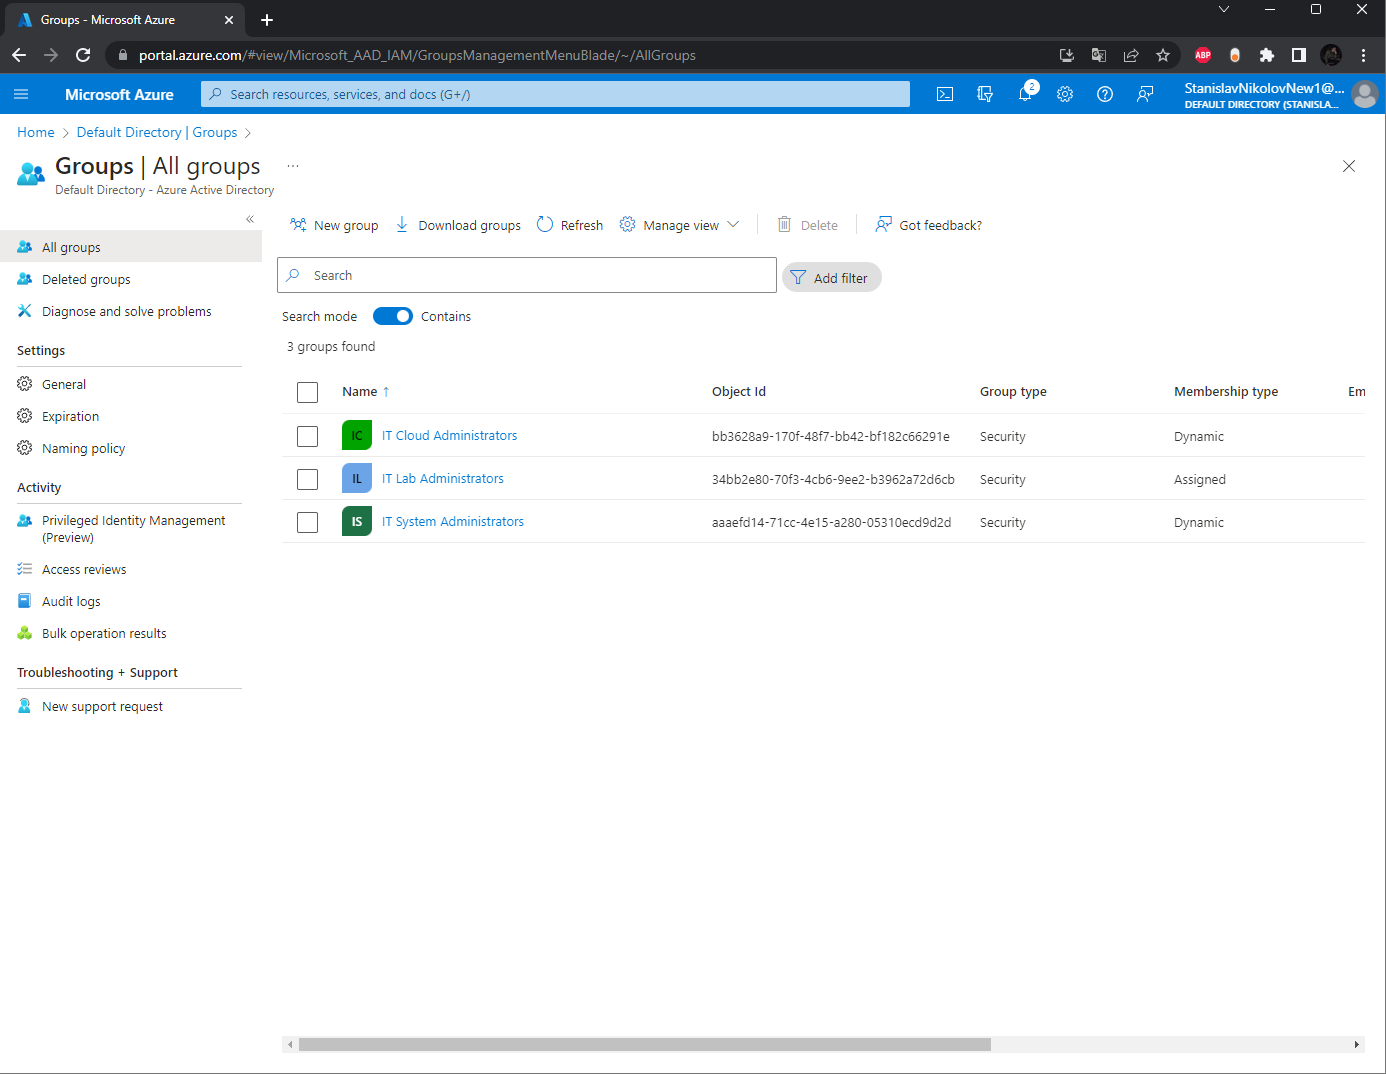 Groups - Microsoft Azure
portal.azure.com/#view/Microsoft_AAD_IAM/GroupsManagementMenuBlade/~/AllGroups
ABP
Microsoft Azure
Search resources, services, and docs (G+/)
2
StanislavNikolovNew1@...
DEFAULT DIRECTORY (STANISLA...
Home > Default Directory | Groups >
Groups | All groups ...
Default Directory - Azure Active Directory
«
All groups
Deleted groups
Diagnose and solve problems
Settings
General
Expiration
Naming policy
Activity
Privileged Identity Management
(Preview)
Access reviews
Audit logs
Bulk operation results
Troubleshooting + Support
New support request
New group Download groups Refresh Manage view Delete Got feedback?
Search Add filter
Search mode Contains
3 groups found
Name ↑ Object Id Group type Membership type Em
IC IT Cloud Administrators bb3628a9-170f-48f7-bb42-bf182c66291e Security Dynamic
IL IT Lab Administrators 34bb2e80-70f3-4cb6-9ee2-b3962a72d6cb Security Assigned
IS IT System Administrators aaaefd14-71cc-4e15-a280-05310ecd9d2d Security Dynamic